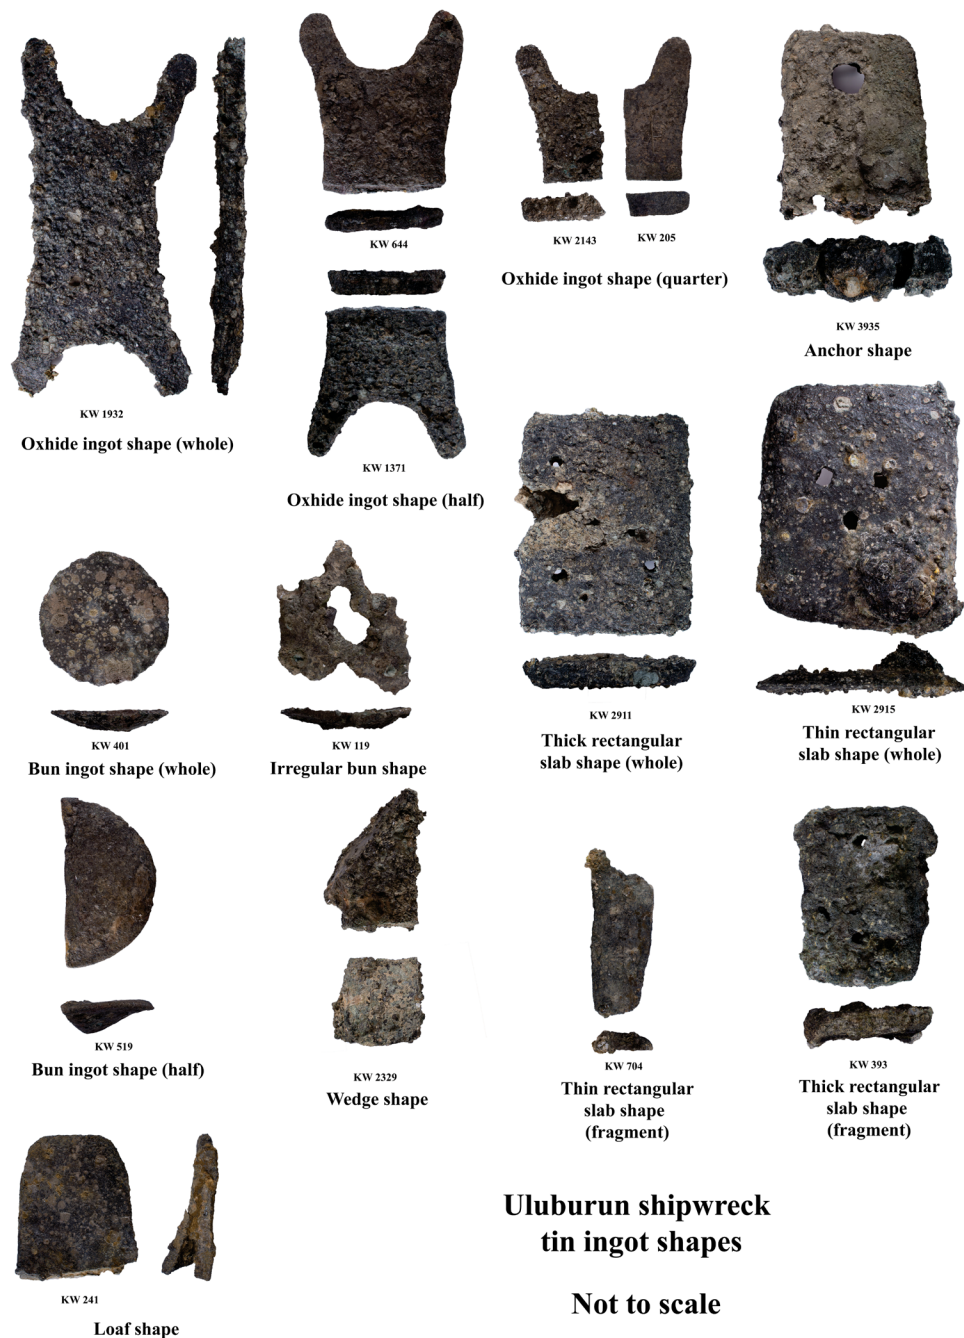 KW 1932
Oxhide ingot shape (whole)
KW 644
KW 1371
Oxhide ingot shape (half)
KW 2143
KW 205
Oxhide ingot shape (quarter)
KW 3935
Anchor shape
KW 401
Bun ingot shape (whole)
KW 119
Irregular bun shape
KW 2911
Thick rectangular
slab shape (whole)
KW 2915
Thin rectangular
slab shape (whole)
KW 519
Bun ingot shape (half)
KW 2329
Wedge shape
KW 704
Thin rectangular
slab shape
(fragment)
KW 393
Thick rectangular
slab shape
(fragment)
KW 241
Loaf shape
Uluburun shipwreck
tin ingot shapes
Not to scale